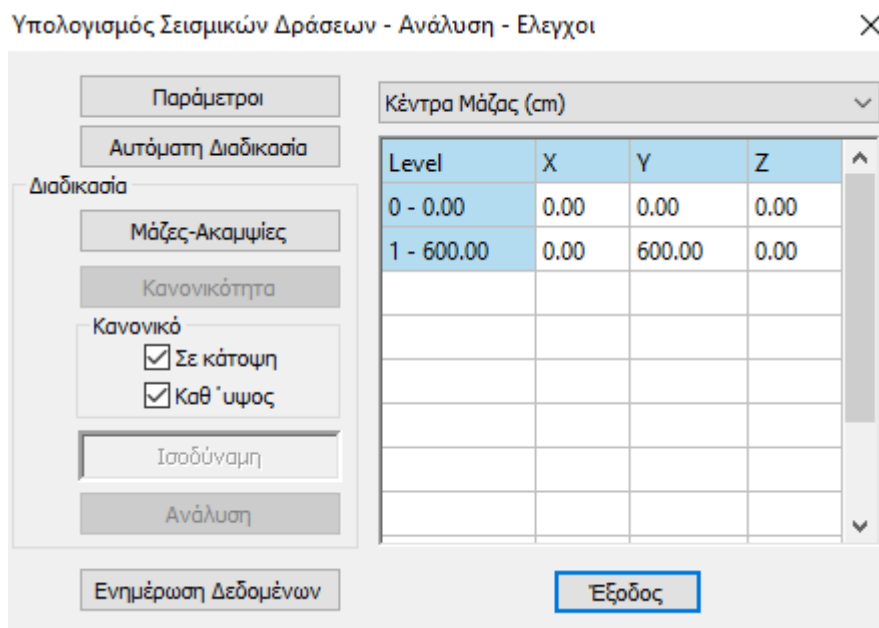 Υπολογισμός Σεισμικών Δράσεων - Ανάλυση - Ελεγχοι
Παράμετροι
Αυτόματη Διαδικασία
Διαδικασία
Μάζες-Ακαμψίες
Κανονικότητα
Κανονικό
Σε κάτοψη
Καθ 'υψος
Ισοδύναμη
Ανάλυση
Ενημέρωση Δεδομένων
Κέντρα Μάζας (cm)
Level X Y Z
0 - 0.00 0.00 0.00 0.00
1 - 600.00 0.00 600.00 0.00
Έξοδος